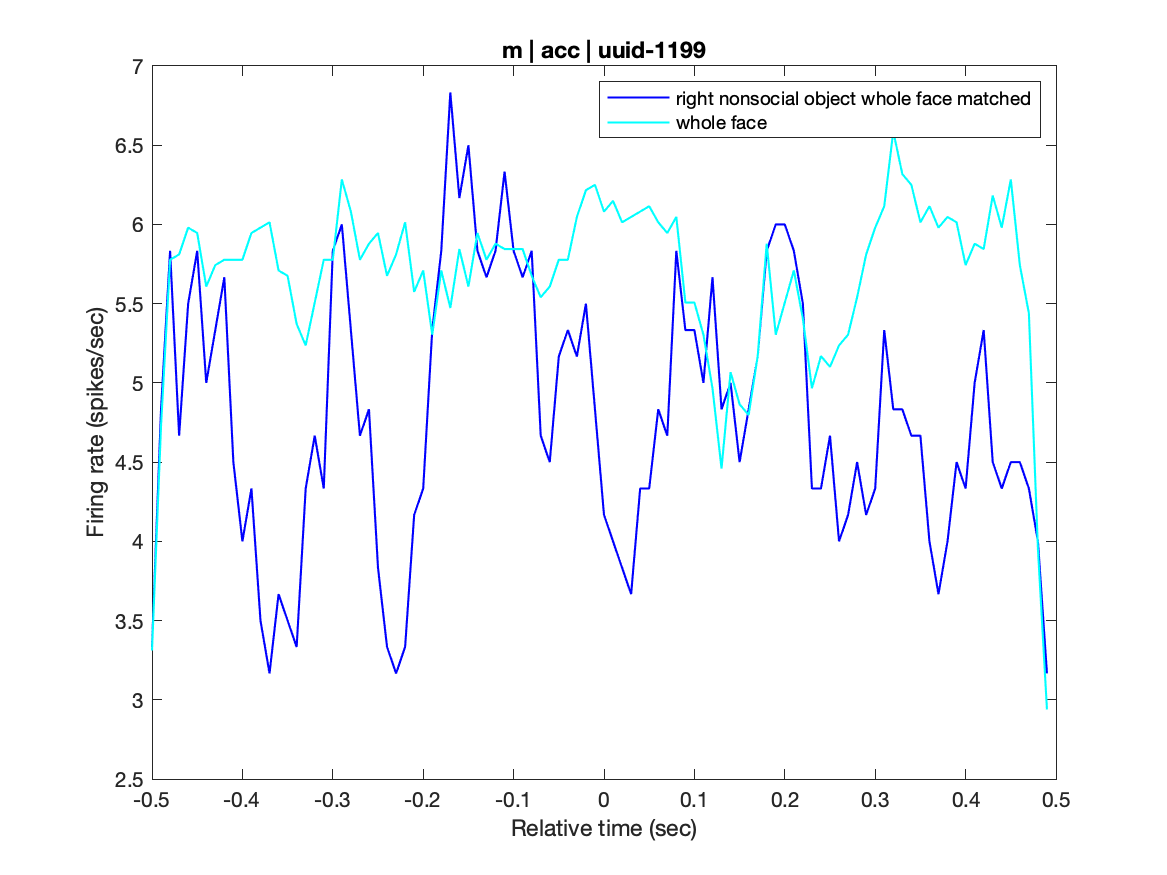 m | acc | uuid-1199
right nonsocial object whole face matched
whole face
7
6.5
6
5.5
5
4.5
4
3.5
3
2.5
Firing rate (spikes/sec)
-0.5 -0.4 -0.3 -0.2 -0.1 0 0.1 0.2 0.3 0.4 0.5
Relative time (sec)